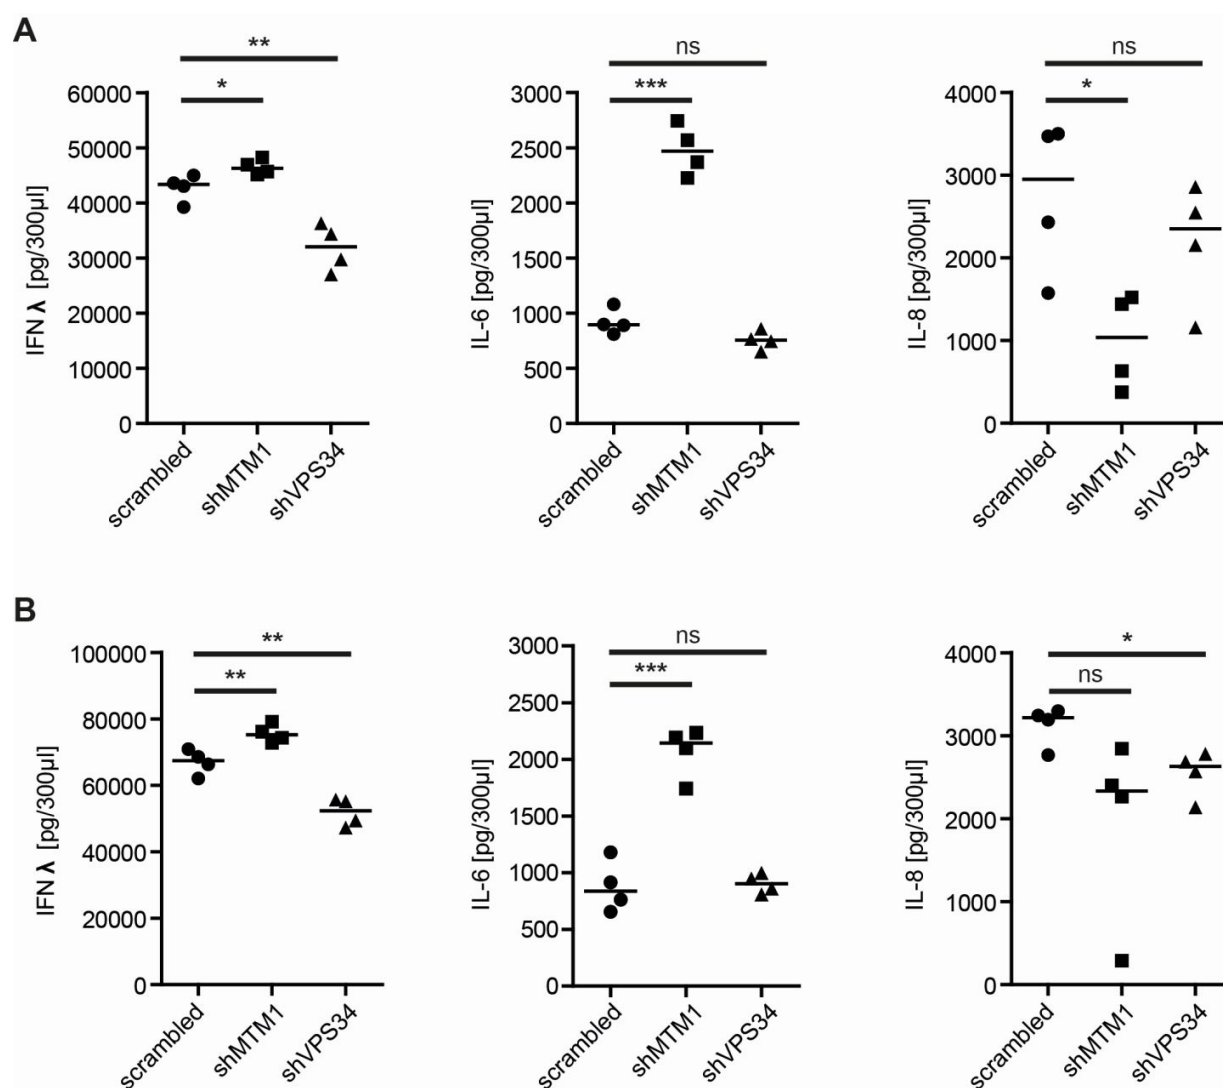 A
** ns ns
* *** *
IFN λ [pg/300µl]
60000
50000
40000
30000
20000
10000
0
scrambled shMTM1 shVPS34
IL-6 [pg/300µl]
3000
2500
2000
1500
1000
500
0
scrambled shMTM1 shVPS34
IL-8 [pg/300µl]
4000
3000
2000
1000
0
scrambled shMTM1 shVPS34
B
** ns *
** *** ns
IFN λ [pg/300µl]
100000
80000
60000
40000
20000
0
scrambled shMTM1 shVPS34
IL-6 [pg/300µl]
3000
2500
2000
1500
1000
500
0
scrambled shMTM1 shVPS34
IL-8 [pg/300µl]
4000
3000
2000
1000
0
scrambled shMTM1 shVPS34